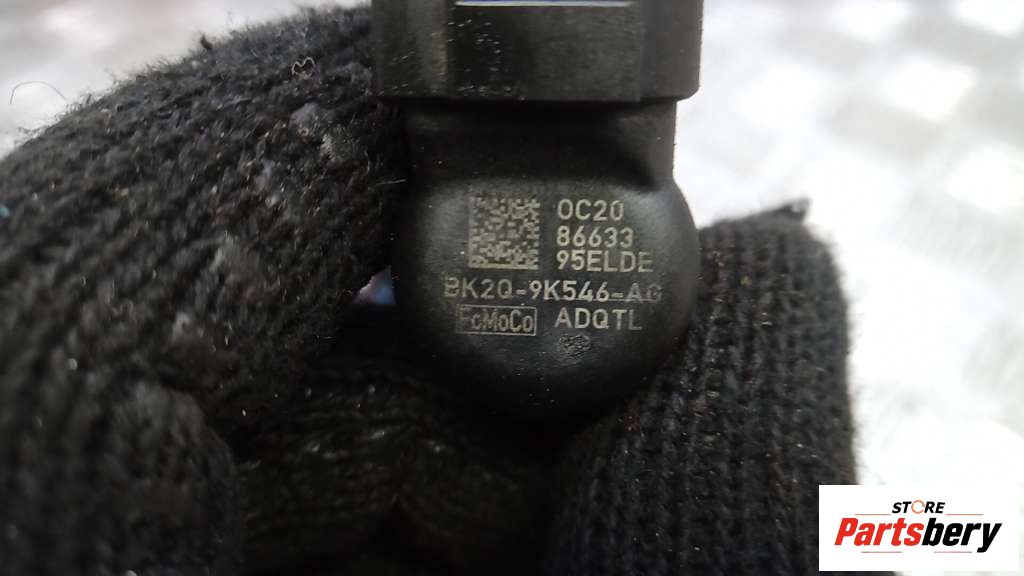 0C20
86633
95ELDE
BK2Q-9K546-AG
FoMoCo ADQTL
STORE
Partsbery